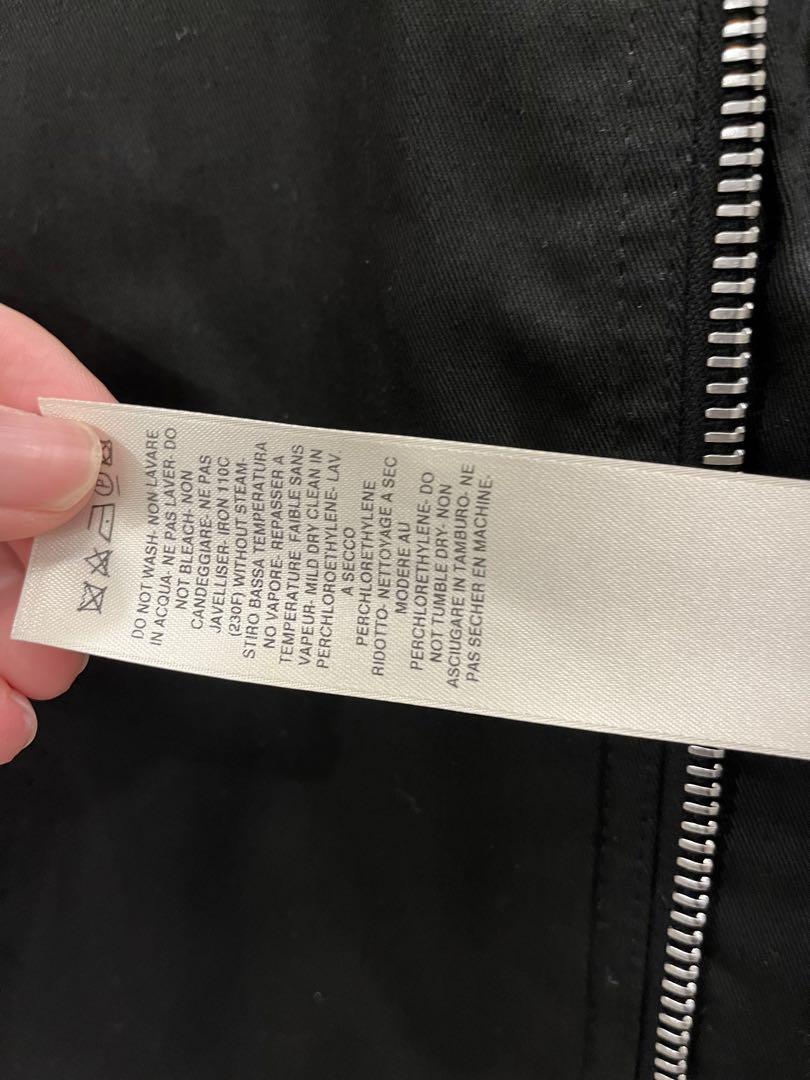 DO NOT WASH- NON LAVARE
IN ACQUA- NE PAS LAVER- DO
NOT BLEACH- NON
CANDEGGIARE- NE PAS
JAVELLISER- IRON 110C
(230F) WITHOUT STEAM-
STIRO BASSA TEMPERATURA
NO VAPORE- REPASSER A
TEMPERATURE FAIBLE SANS
VAPEUR- MILD DRY CLEAN IN
PERCHLOROETHYLENE- LAV.
A SECCO
PERCHLORETHYLENE
RIDOTTO- NETTOYAGE A SEC
MODERE AU
PERCHLORETHYLENE- DO
NOT TUMBLE DRY- NON
ASCIUGARE IN TAMBURO- NE
PAS SECHER EN MACHINE-